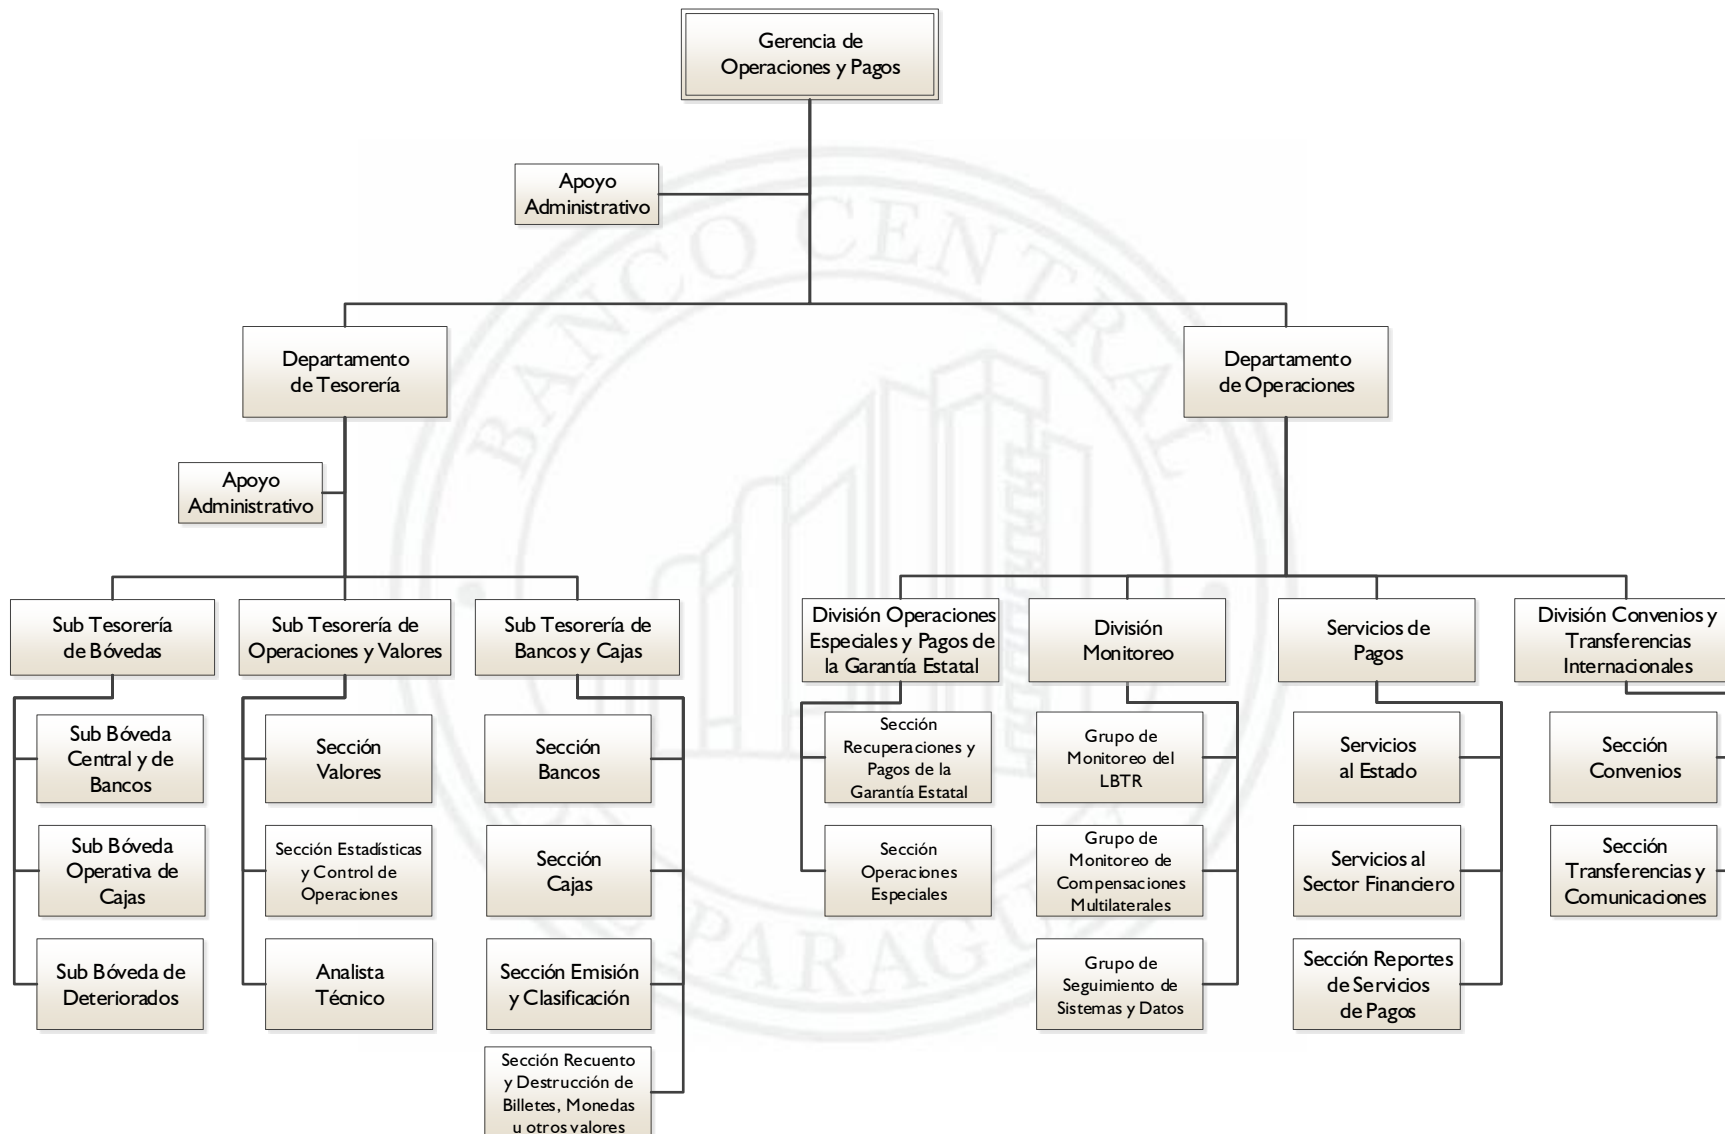 Gerencia de
Operaciones y Pagos
Apoyo
Administrativo
Departamento
de Tesorería
Departamento
de Operaciones
Apoyo
Administrativo
Sub Tesorería
de Bóvedas
Sub Tesorería de
Operaciones y Valores
Sub Tesorería de
Bancos y Cajas
División Operaciones
Especiales y Pagos de
la Garantía Estatal
División
Monitoreo
Servicios de
Pagos
División Convenios y
Transferencias
Internacionales
Sub Bóveda
Central y de
Bancos
Sección
Valores
Sección
Bancos
Sección
Recuperaciones y
Pagos de la
Garantía Estatal
Grupo de
Monitoreo del
LBTR
Servicios
al Estado
Sección
Convenios
Sub Bóveda
Operativa de
Cajas
Sección Estadísticas
y Control de
Operaciones
Sección
Cajas
Sección
Operaciones
Especiales
Grupo de
Monitoreo de
Compensaciones
Multilaterales
Servicios al
Sector Financiero
Sección
Transferencias y
Comunicaciones
Sub Bóveda de
Deteriorados
Analista
Técnico
Sección Emisión
y Clasificación
Grupo de
Seguimiento de
Sistemas y Datos
Sección Reportes
de Servicios
de Pagos
Sección Recuento
y Destrucción de
Billetes, Monedas
u otros valores
BANCO CENTRAL
DEL PARAGUAY